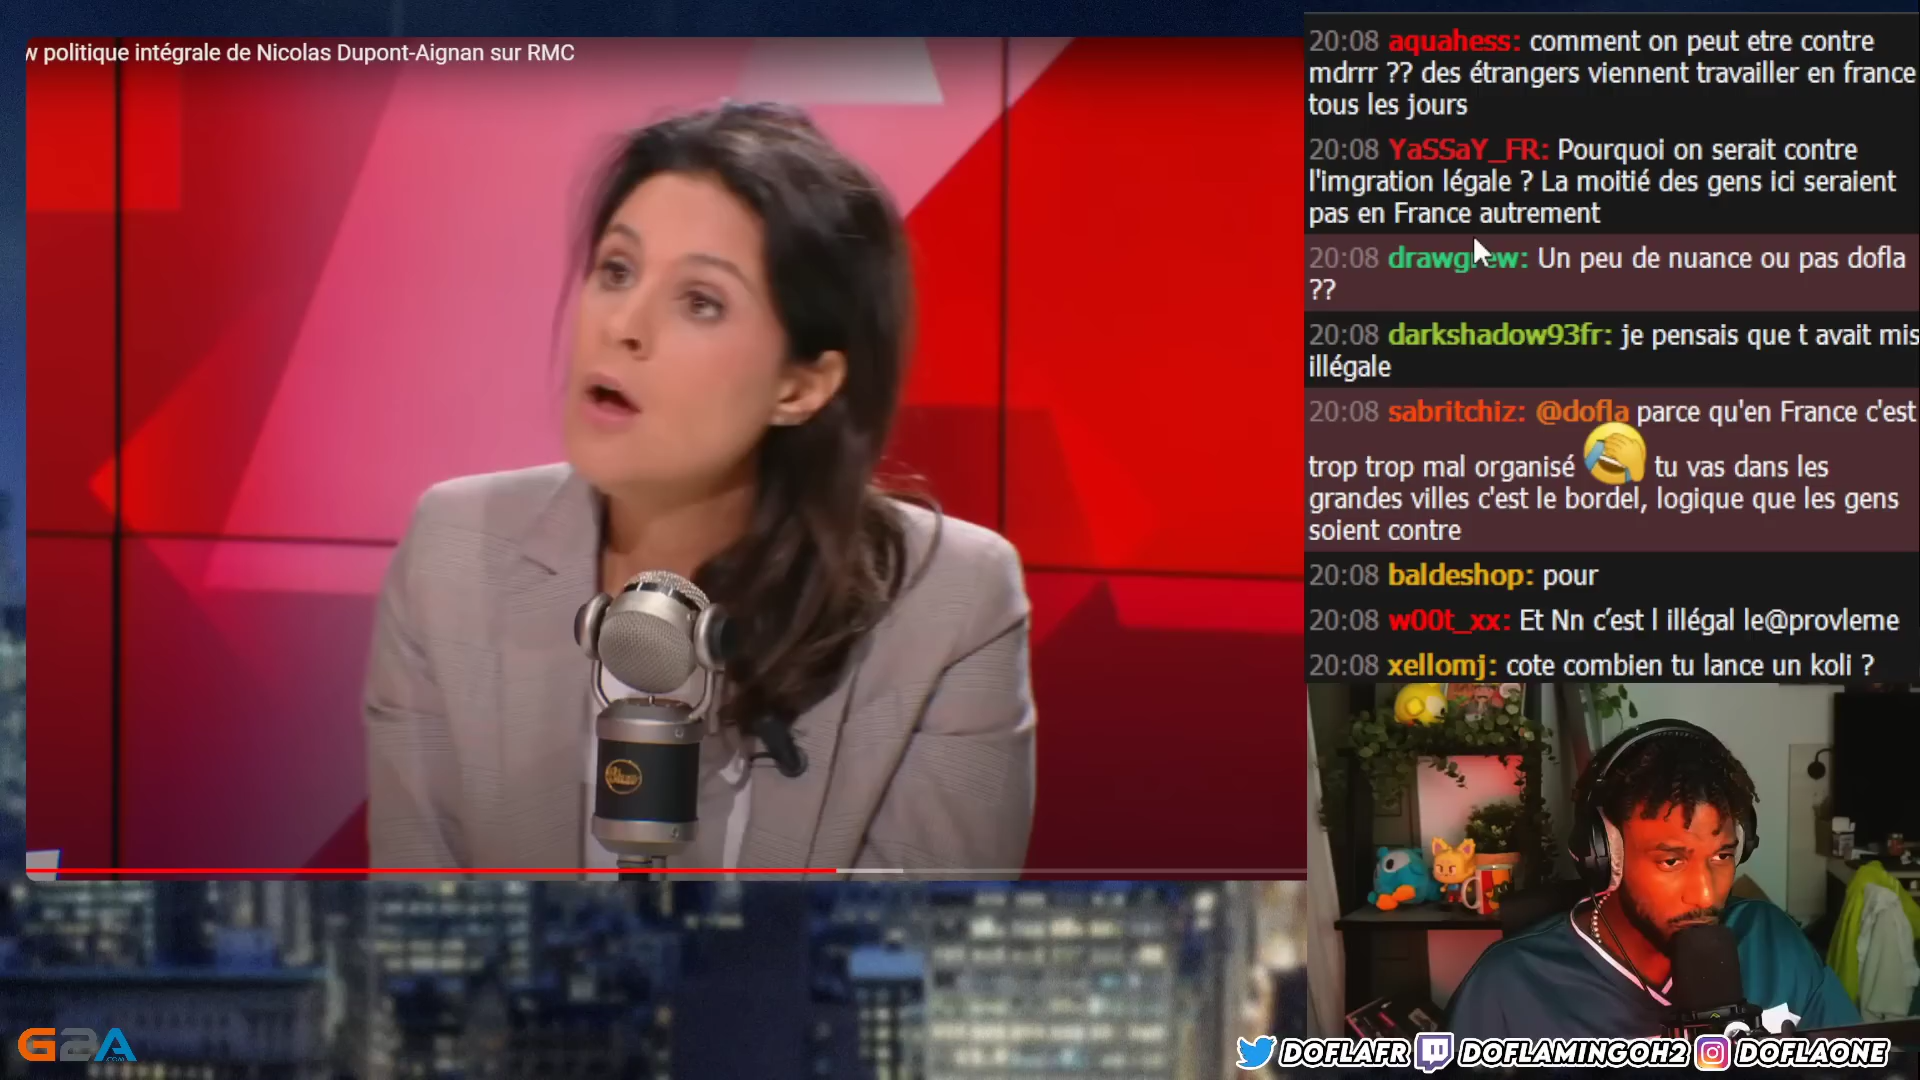 w politique intégrale de Nicolas Dupont-Aignan sur RMC
20:08 aquahess: comment on peut etre contre
mdrrr ?? des étrangers viennent travailler en france
tous les jours
20:08 YaSSaY_FR: Pourquoi on serait contre
l'imgration légale ? La moitié des gens ici seraient
pas en France autrement
20:08 Un peu de nuance ou pas dofla
??
20:08 darkshadow93fr: je pensais que t avait mis
illégale
20:08 sabritchiz: @dofla parce qu'en France c'est
trop trop mal organisé tu vas dans les
grandes villes c'est le bordel, logique que les gens
soient contre
20:08 baldeshop: pour
20:08 w00t_xx: Et Nn c'est l illégal le@provleme
20:08 xellomj: cote combien tu lance un koli ?
Blue
G2A
.COM
DOFLAFR DOFLAMINGOH2 DOFLAONE